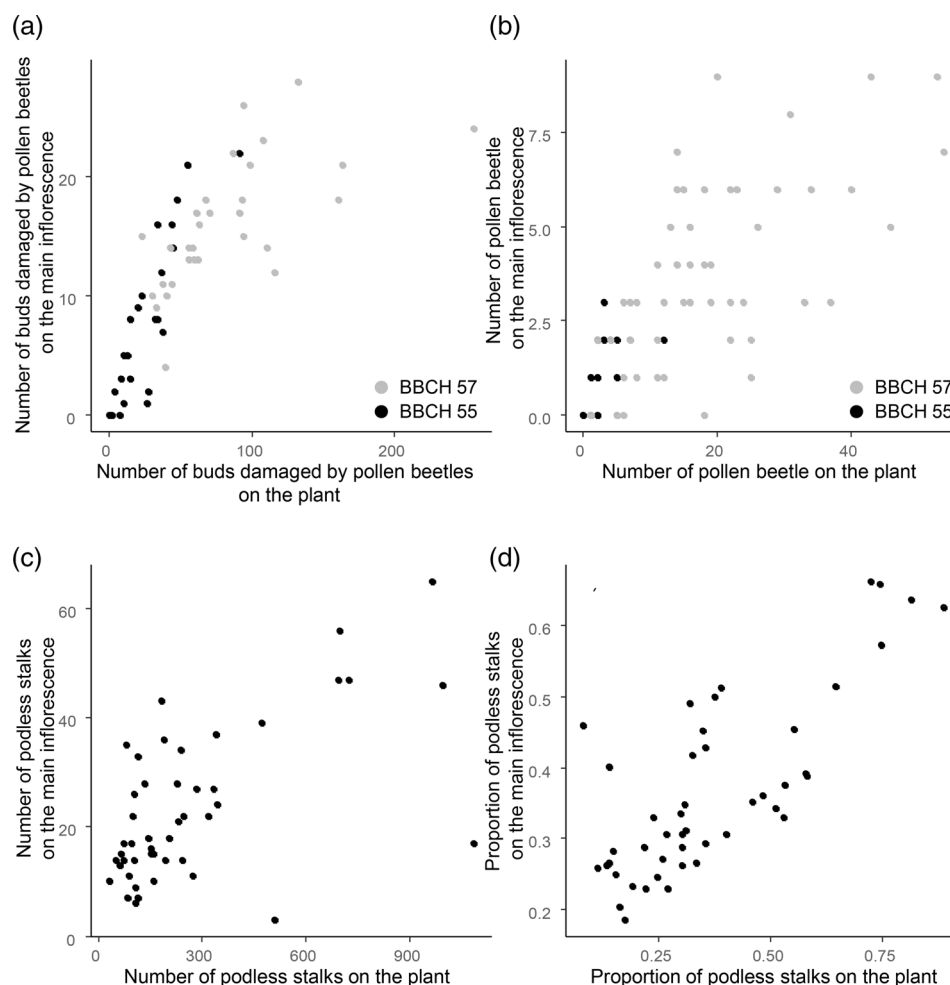 (a)
Number of buds damaged by pollen beetles
on the main inflorescence
20
10
0
0
100
200
BBCH 57
BBCH 55
Number of buds damaged by pollen beetles
on the plant
(b)
Number of pollen beetle
on the main inflorescence
7.5
5.0
2.5
0.0
0
20
40
BBCH 57
BBCH 55
Number of pollen beetle on the plant
(c)
Number of podless stalks
on the main inflorescence
60
40
20
0
0
300
600
900
Number of podless stalks on the plant
(d)
Proportion of podless stalks
on the main inflorescence
0.6
0.5
0.4
0.3
0.2
0.25
0.50
0.75
Proportion of podless stalks on the plant